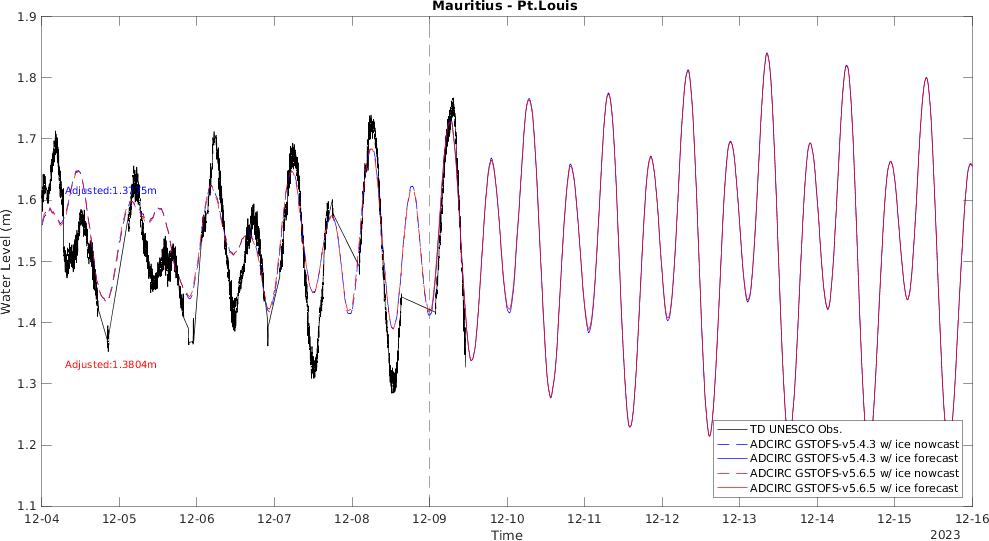 Mauritius - Pt.Louis
1.9
1.8
1.7
1.6
1.5
1.4
1.3
1.2
1.1
Water Level (m)
Adjusted:1.3804m
TD UNESCO Obs.
ADCIRC GSTOFS-v5.4.3 w/ ice nowcast
ADCIRC GSTOFS-v5.4.3 w/ ice forecast
ADCIRC GSTOFS-v5.6.5 w/ ice nowcast
ADCIRC GSTOFS-v5.6.5 w/ ice forecast
12-04 12-05 12-06 12-07 12-08 12-09 12-10 12-11 12-12 12-13 12-14 12-15 12-16
Time
2023